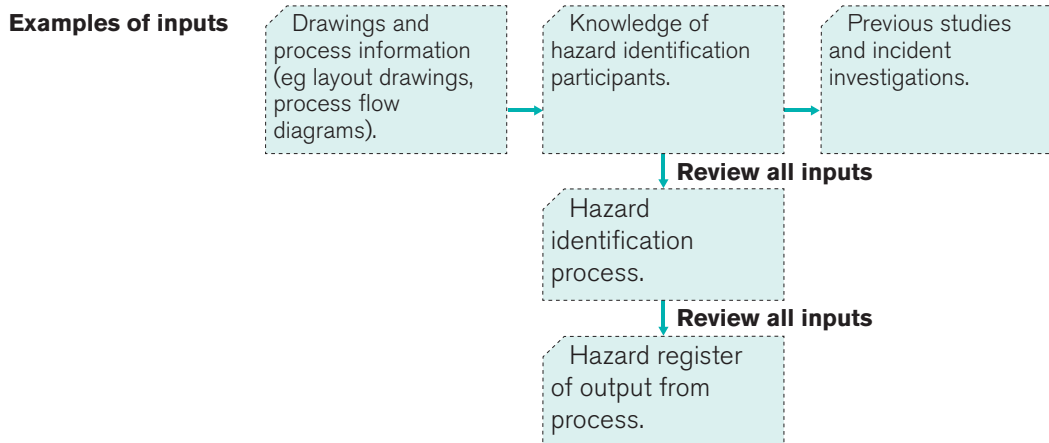 Examples of inputs
Drawings and
process information
(eg layout drawings,
process flow
diagrams).
Knowledge of
hazard identification
participants.
Previous studies
and incident
investigations.
Review all inputs
Hazard
identification
process.
Review all inputs
Hazard register
of output from
process.